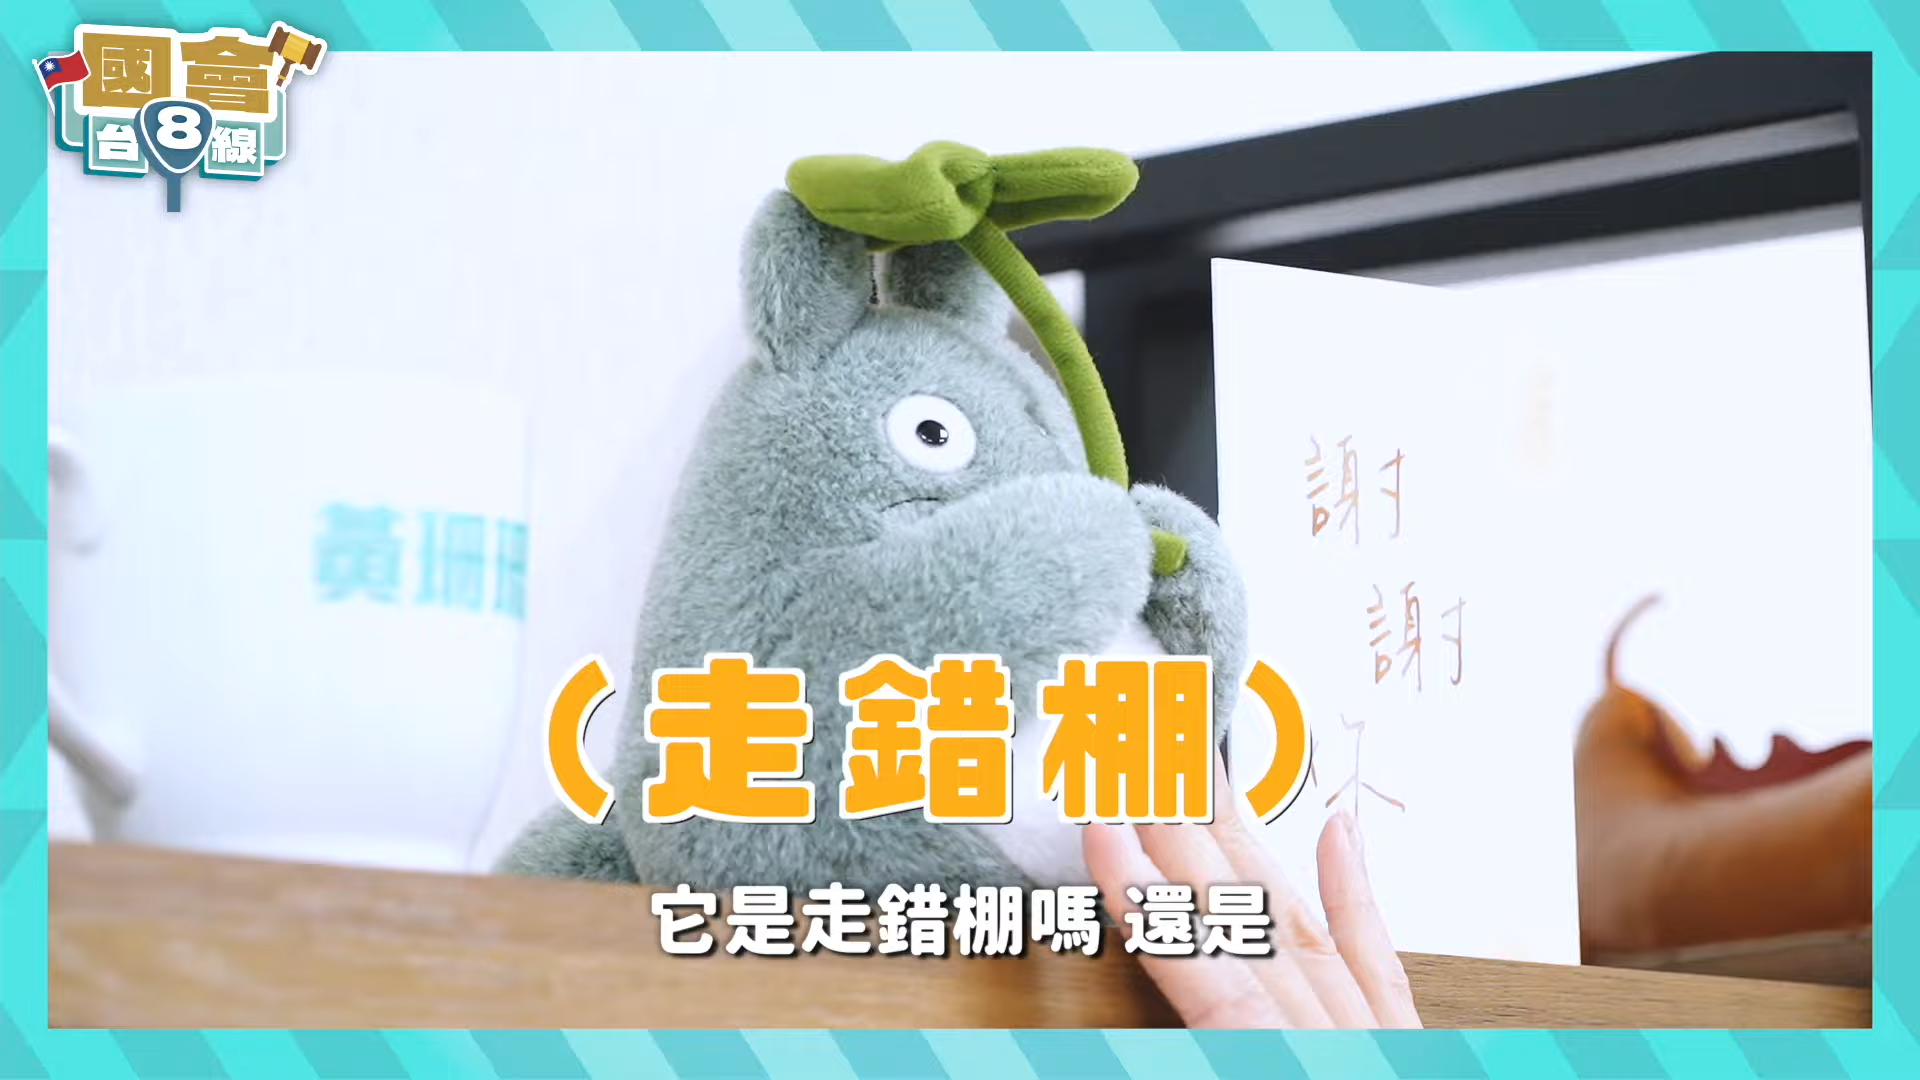 國會
台8線
黃珊珊
謝
謝
你
(走錯棚)
它是走錯棚嗎 還是